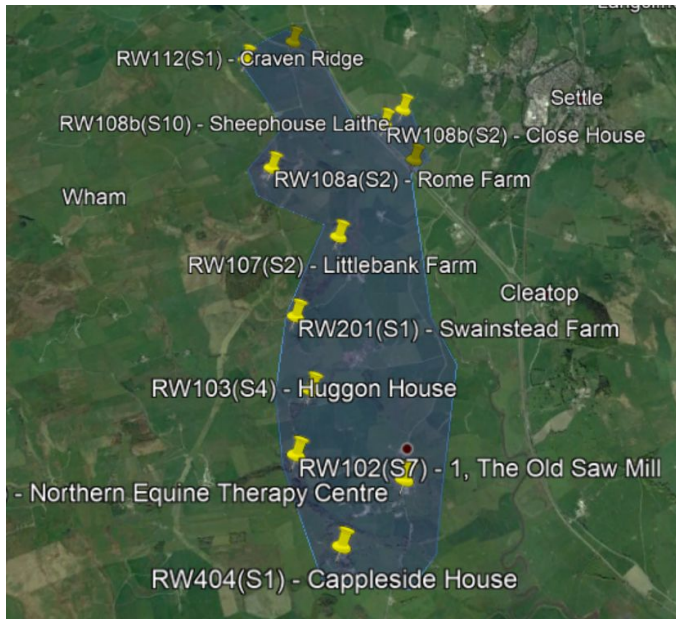 RW112(S1) - Craven Ridge
Settle
RW108b(S10) - Sheephouse Laithe
RW108b(S2) - Close House
RW108a(S2) - Rome Farm
Wham
RW107(S2) - Littlebank Farm
Cleatop
RW201(S1) - Swainstead Farm
RW103(S4) - Huggon House
RW102(S7) - 1, The Old Saw Mill
- Northern Equine Therapy Centre
RW404(S1) - Cappleside House